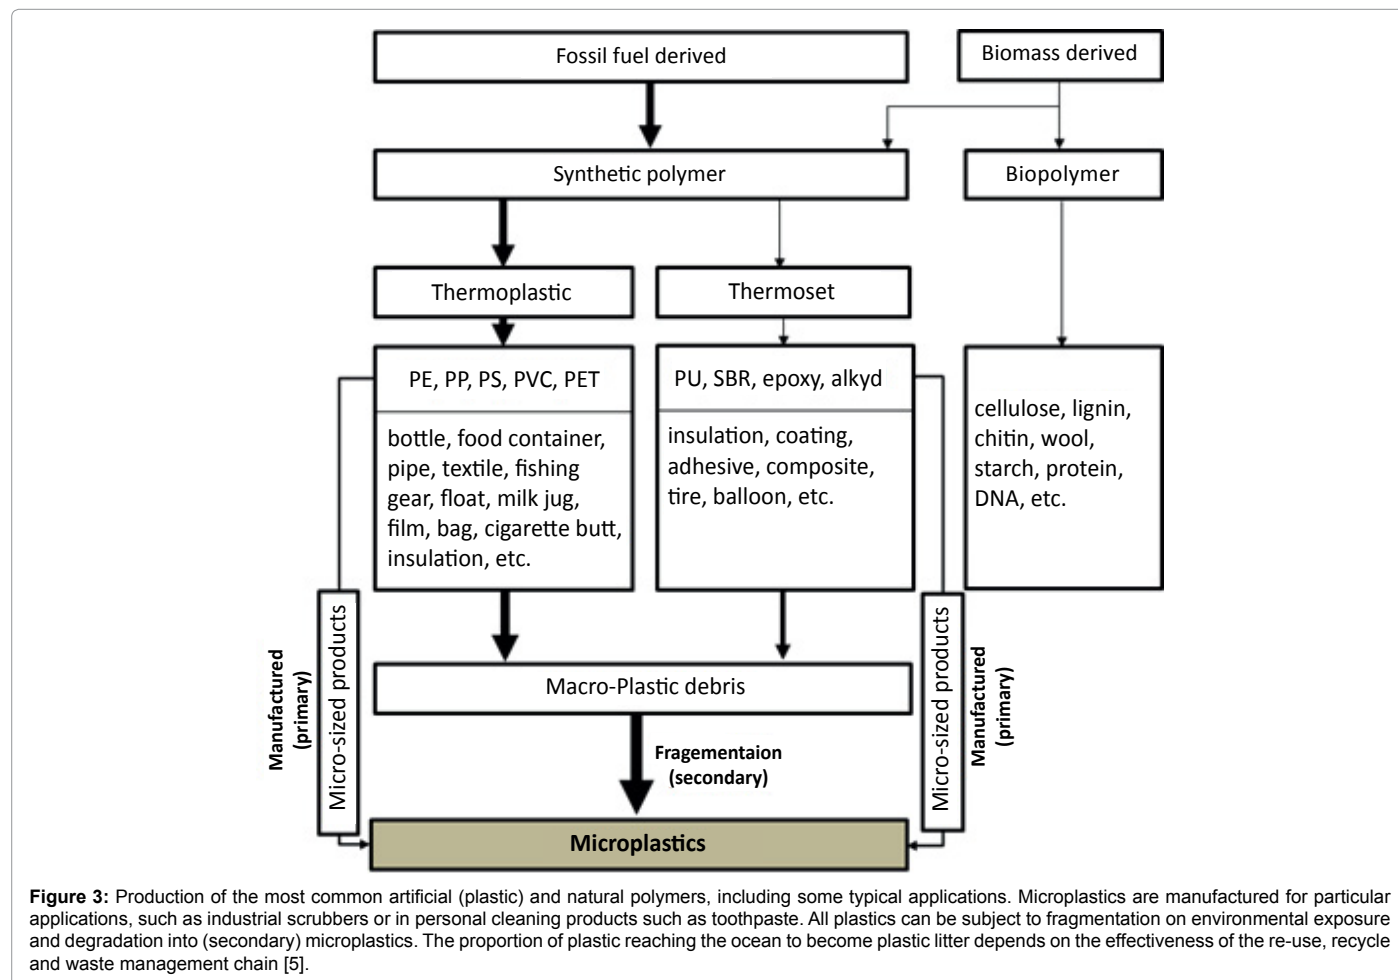 Fossil fuel derived
Biomass derived
Synthetic polymer
Biopolymer
Thermoplastic
Thermoset
PE, PP, PS, PVC, PET
bottle, food container,
pipe, textile, fishing
gear, float, milk jug,
film, bag, cigarette butt,
insulation, etc.
PU, SBR, epoxy, alkyd
insulation, coating,
adhesive, composite,
tire, balloon, etc.
cellulose, lignin,
chitin, wool,
starch, protein,
DNA, etc.
Manufactured
(primary)
Micro-sized products
Macro-Plastic debris
Micro-sized products
Manufactured
(primary)
Fragementaion
(secondary)
Microplastics
Figure 3: Production of the most common artificial (plastic) and natural polymers, including some typical applications. Microplastics are manufactured for particular
applications, such as industrial scrubbers or in personal cleaning products such as toothpaste. All plastics can be subject to fragmentation on environmental exposure
and degradation into (secondary) microplastics. The proportion of plastic reaching the ocean to become plastic litter depends on the effectiveness of the re-use, recycle
and waste management chain [5].